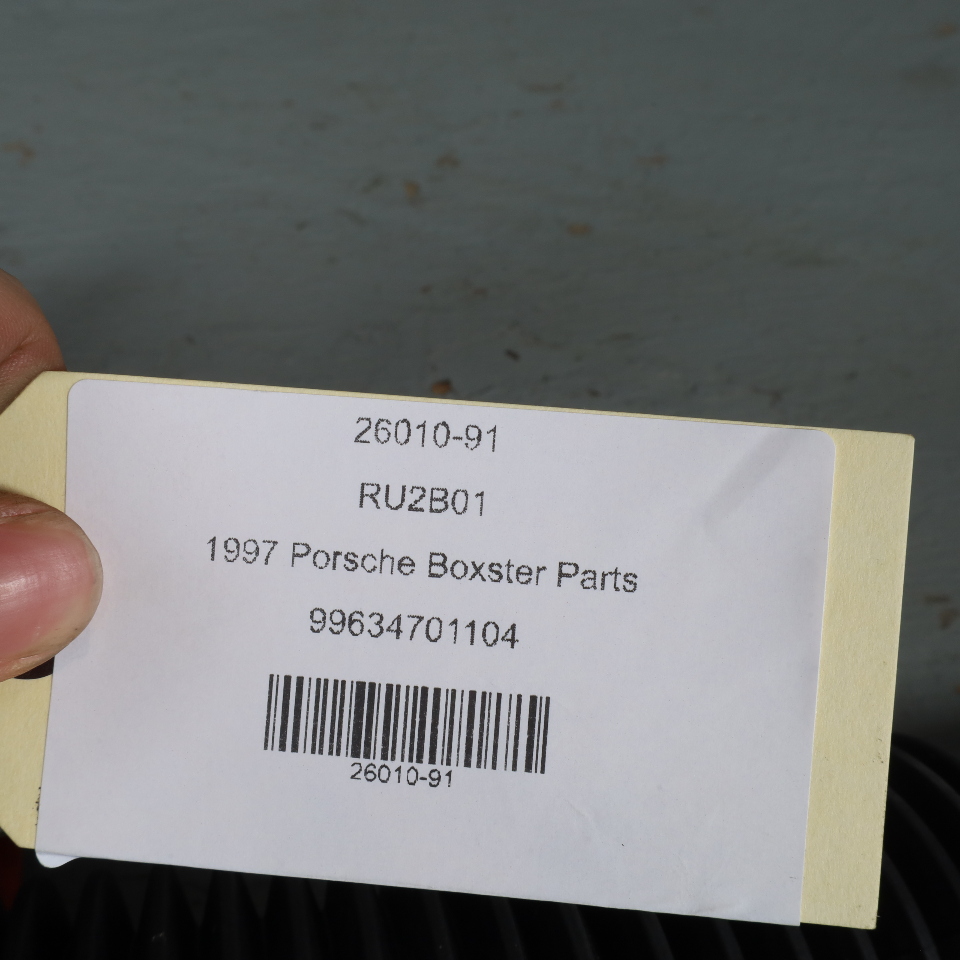 26010-91
RU2B01
1997 Porsche Boxster Parts
99634701104
26010-91